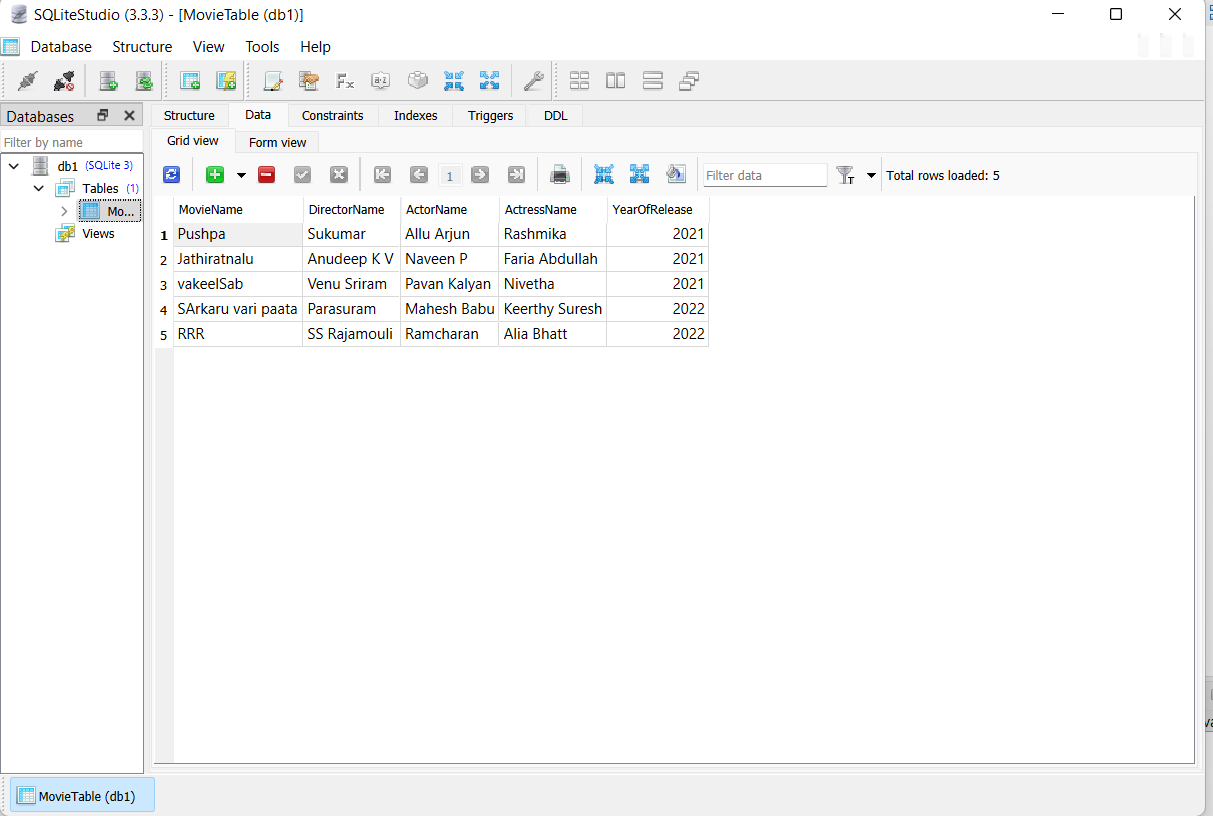 SQLiteStudio (3.3.3) - [MovieTable (db1)]
Database Structure View Tools Help
Databases
Filter by name
db1 (SQLite 3)
Tables (1)
Mo...
Views
Structure Data Constraints Indexes Triggers DDL
Grid view Form view
1 Filter data Total rows loaded: 5
MovieName DirectorName ActorName ActressName YearOfRelease
1 Pushpa Sukumar Allu Arjun Rashmika 2021
2 Jathiratnalu Anudeep K V Naveen P Faria Abdullah 2021
3 vakeelSab Venu Sriram Pavan Kalyan Nivetha 2021
4 SArkaru vari paata Parasuram Mahesh Babu Keerthy Suresh 2022
5 RRR SS Rajamouli Ramcharan Alia Bhatt 2022
MovieTable (db1)